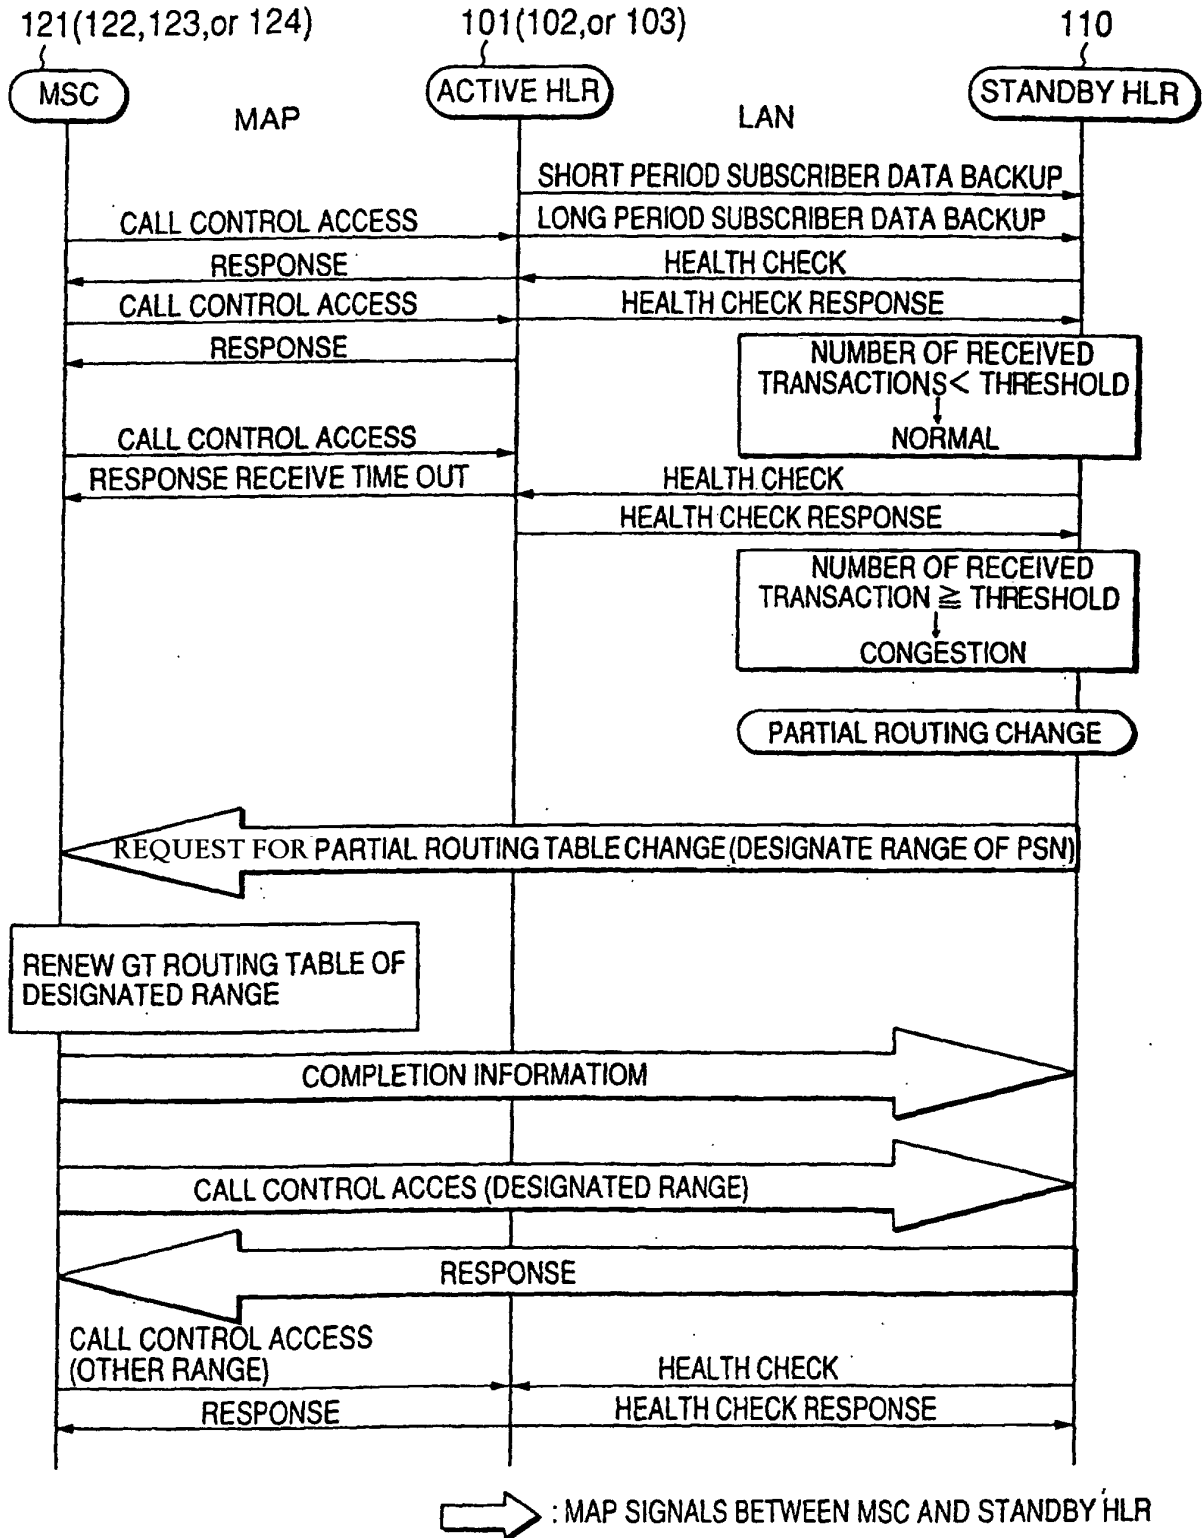 121(122,123,or 124)
101(102,or 103)
110
MSC
ACTIVE HLR
STANDBY HLR
MAP
LAN
SHORT PERIOD SUBSCRIBER DATA BACKUP
CALL CONTROL ACCESS
LONG PERIOD SUBSCRIBER DATA BACKUP
RESPONSE
HEALTH CHECK
CALL CONTROL ACCESS
HEALTH CHECK RESPONSE
RESPONSE
NUMBER OF RECEIVED
TRANSACTIONS< THRESHOLD
NORMAL
CALL CONTROL ACCESS
RESPONSE RECEIVE TIME OUT
HEALTH CHECK
HEALTH CHECK RESPONSE
NUMBER OF RECEIVED
TRANSACTION ≧ THRESHOLD
CONGESTION
PARTIAL ROUTING CHANGE
REQUEST FOR PARTIAL ROUTING TABLE CHANGE (DESIGNATE RANGE OF PSN)
RENEW GT ROUTING TABLE OF
DESIGNATED RANGE
COMPLETION INFORMATIOM
CALL CONTROL ACCES (DESIGNATED RANGE)
RESPONSE
CALL CONTROL ACCESS
(OTHER RANGE)
HEALTH CHECK
RESPONSE
HEALTH CHECK RESPONSE
: MAP SIGNALS BETWEEN MSC AND STANDBY HLR